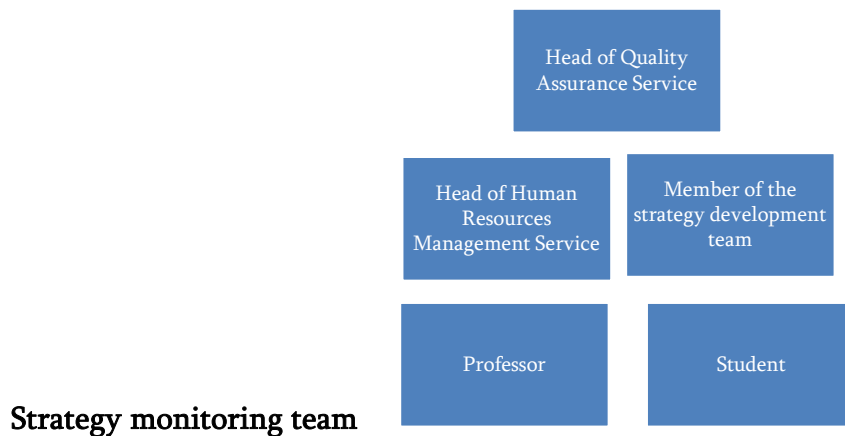 Head of Quality
Assurance Service
Head of Human
Resources
Management Service
Member of the
strategy development
team
Professor
Student
Strategy monitoring team